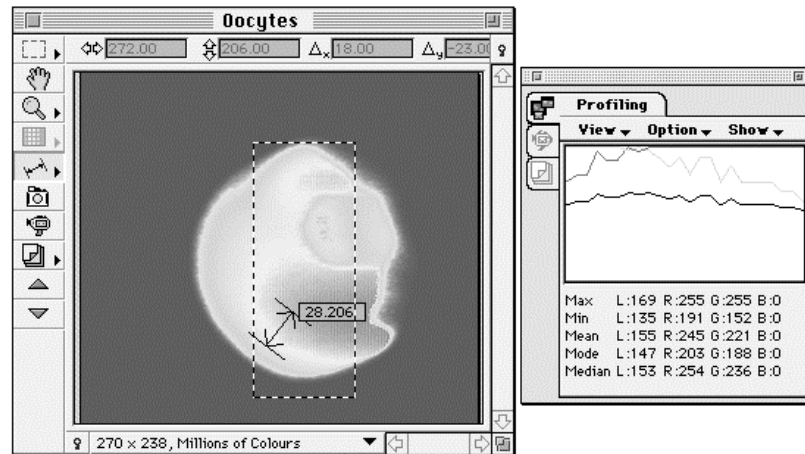 Oocytes
272.00 206.00 Δx 18.00 Δy -23.00
28.206
270 × 238, Millions of Colours
Profiling
View Option Show
Max L:169 R:255 G:255 B:0
Min L:135 R:191 G:152 B:0
Mean L:155 R:245 G:221 B:0
Mode L:147 R:203 G:188 B:0
Median L:153 R:254 G:236 B:0